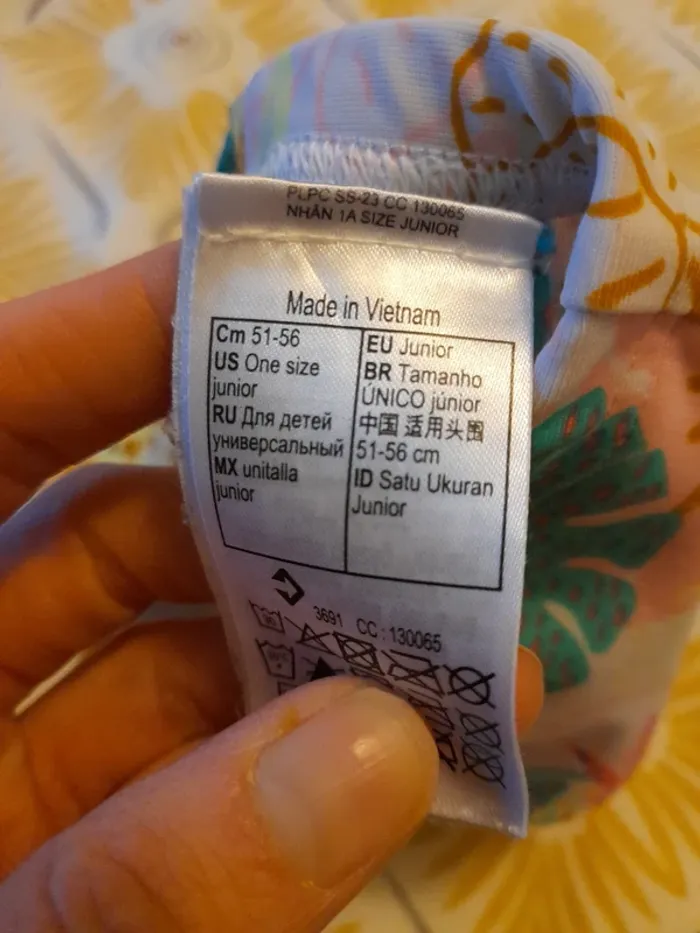 PLPC SS-23 CC 130065
NHÃN 1A SIZE JUNIOR
Made in Vietnam
Cm 51-56
US One size
junior
RU Для детей
универсальный
MX unitalla
junior
EU Junior
BR Tamanho
ÚNICO júnior
中国 适用头围
51-56 cm
ID Satu Ukuran
Junior
3691 CC : 130065